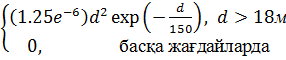 {(1.25e⁻⁶)d² exp(−d/150), d > 18м
0, басқа жағдайларда